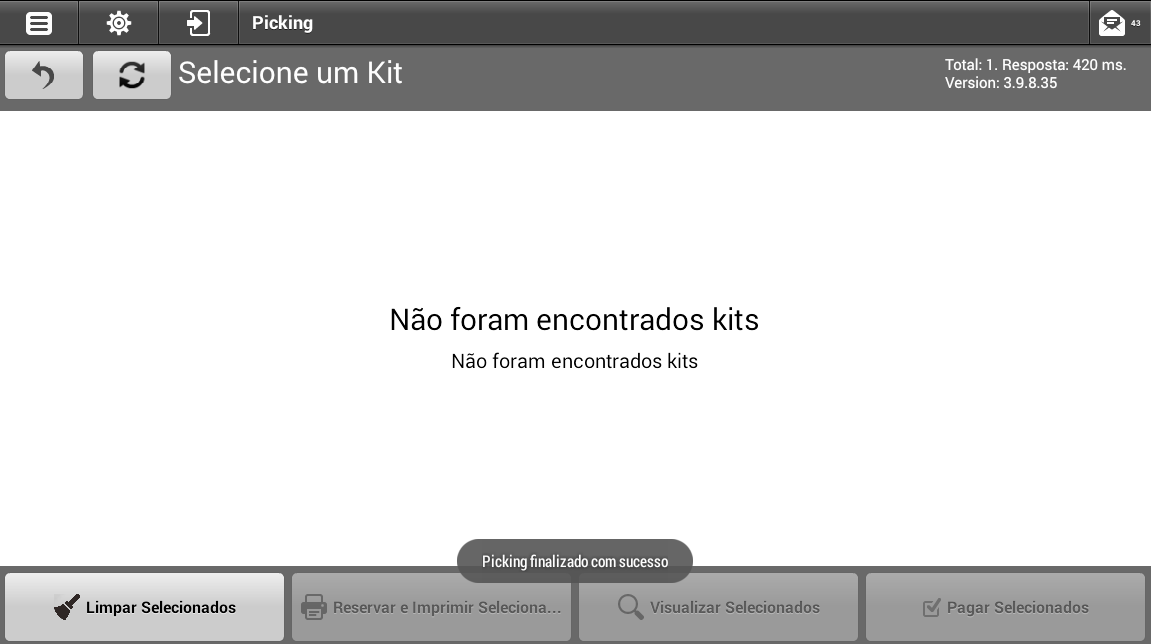 Picking
43
Selecione um Kit
Total: 1. Resposta: 420 ms.
Version: 3.9.8.35
Não foram encontrados kits
Não foram encontrados kits
Picking finalizado com sucesso
Limpar Selecionados
Reservar e Imprimir Seleciona...
Visualizar Selecionados
Pagar Selecionados